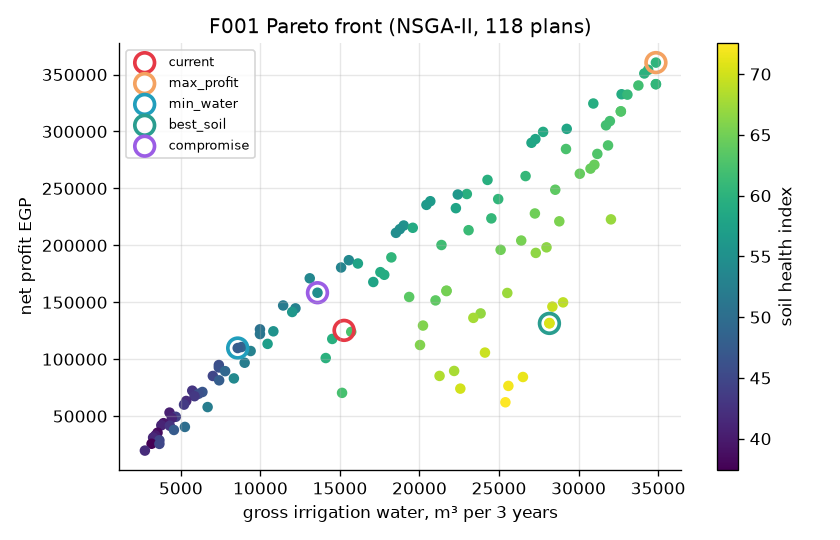 F001 Pareto front (NSGA-II, 118 plans)
current
max_profit
min_water
best_soil
compromise
350000
300000
250000
200000
150000
100000
50000
net profit EGP
5000 10000 15000 20000 25000 30000 35000
gross irrigation water, m³ per 3 years
70
65
60
55
50
45
40
soil health index